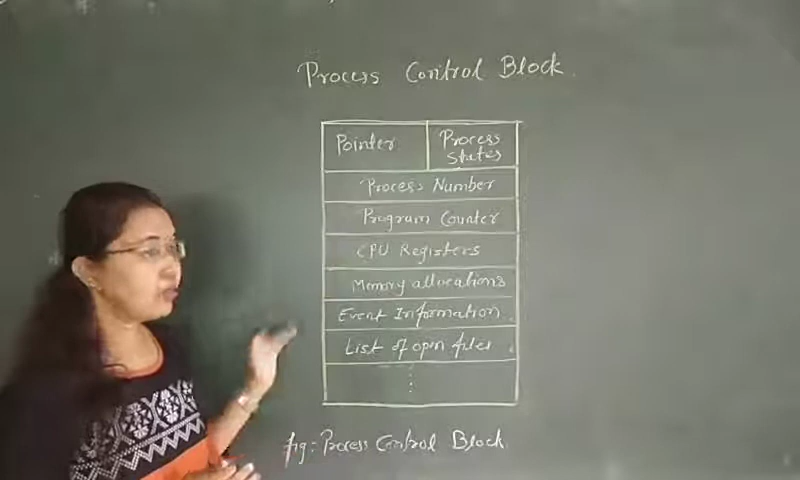 Process Control Block.
Pointer
Process
States
Process Number
Program Counter
CPU Registers
Memory allocations
Event Information
List of open files
fig: Process Control Block.